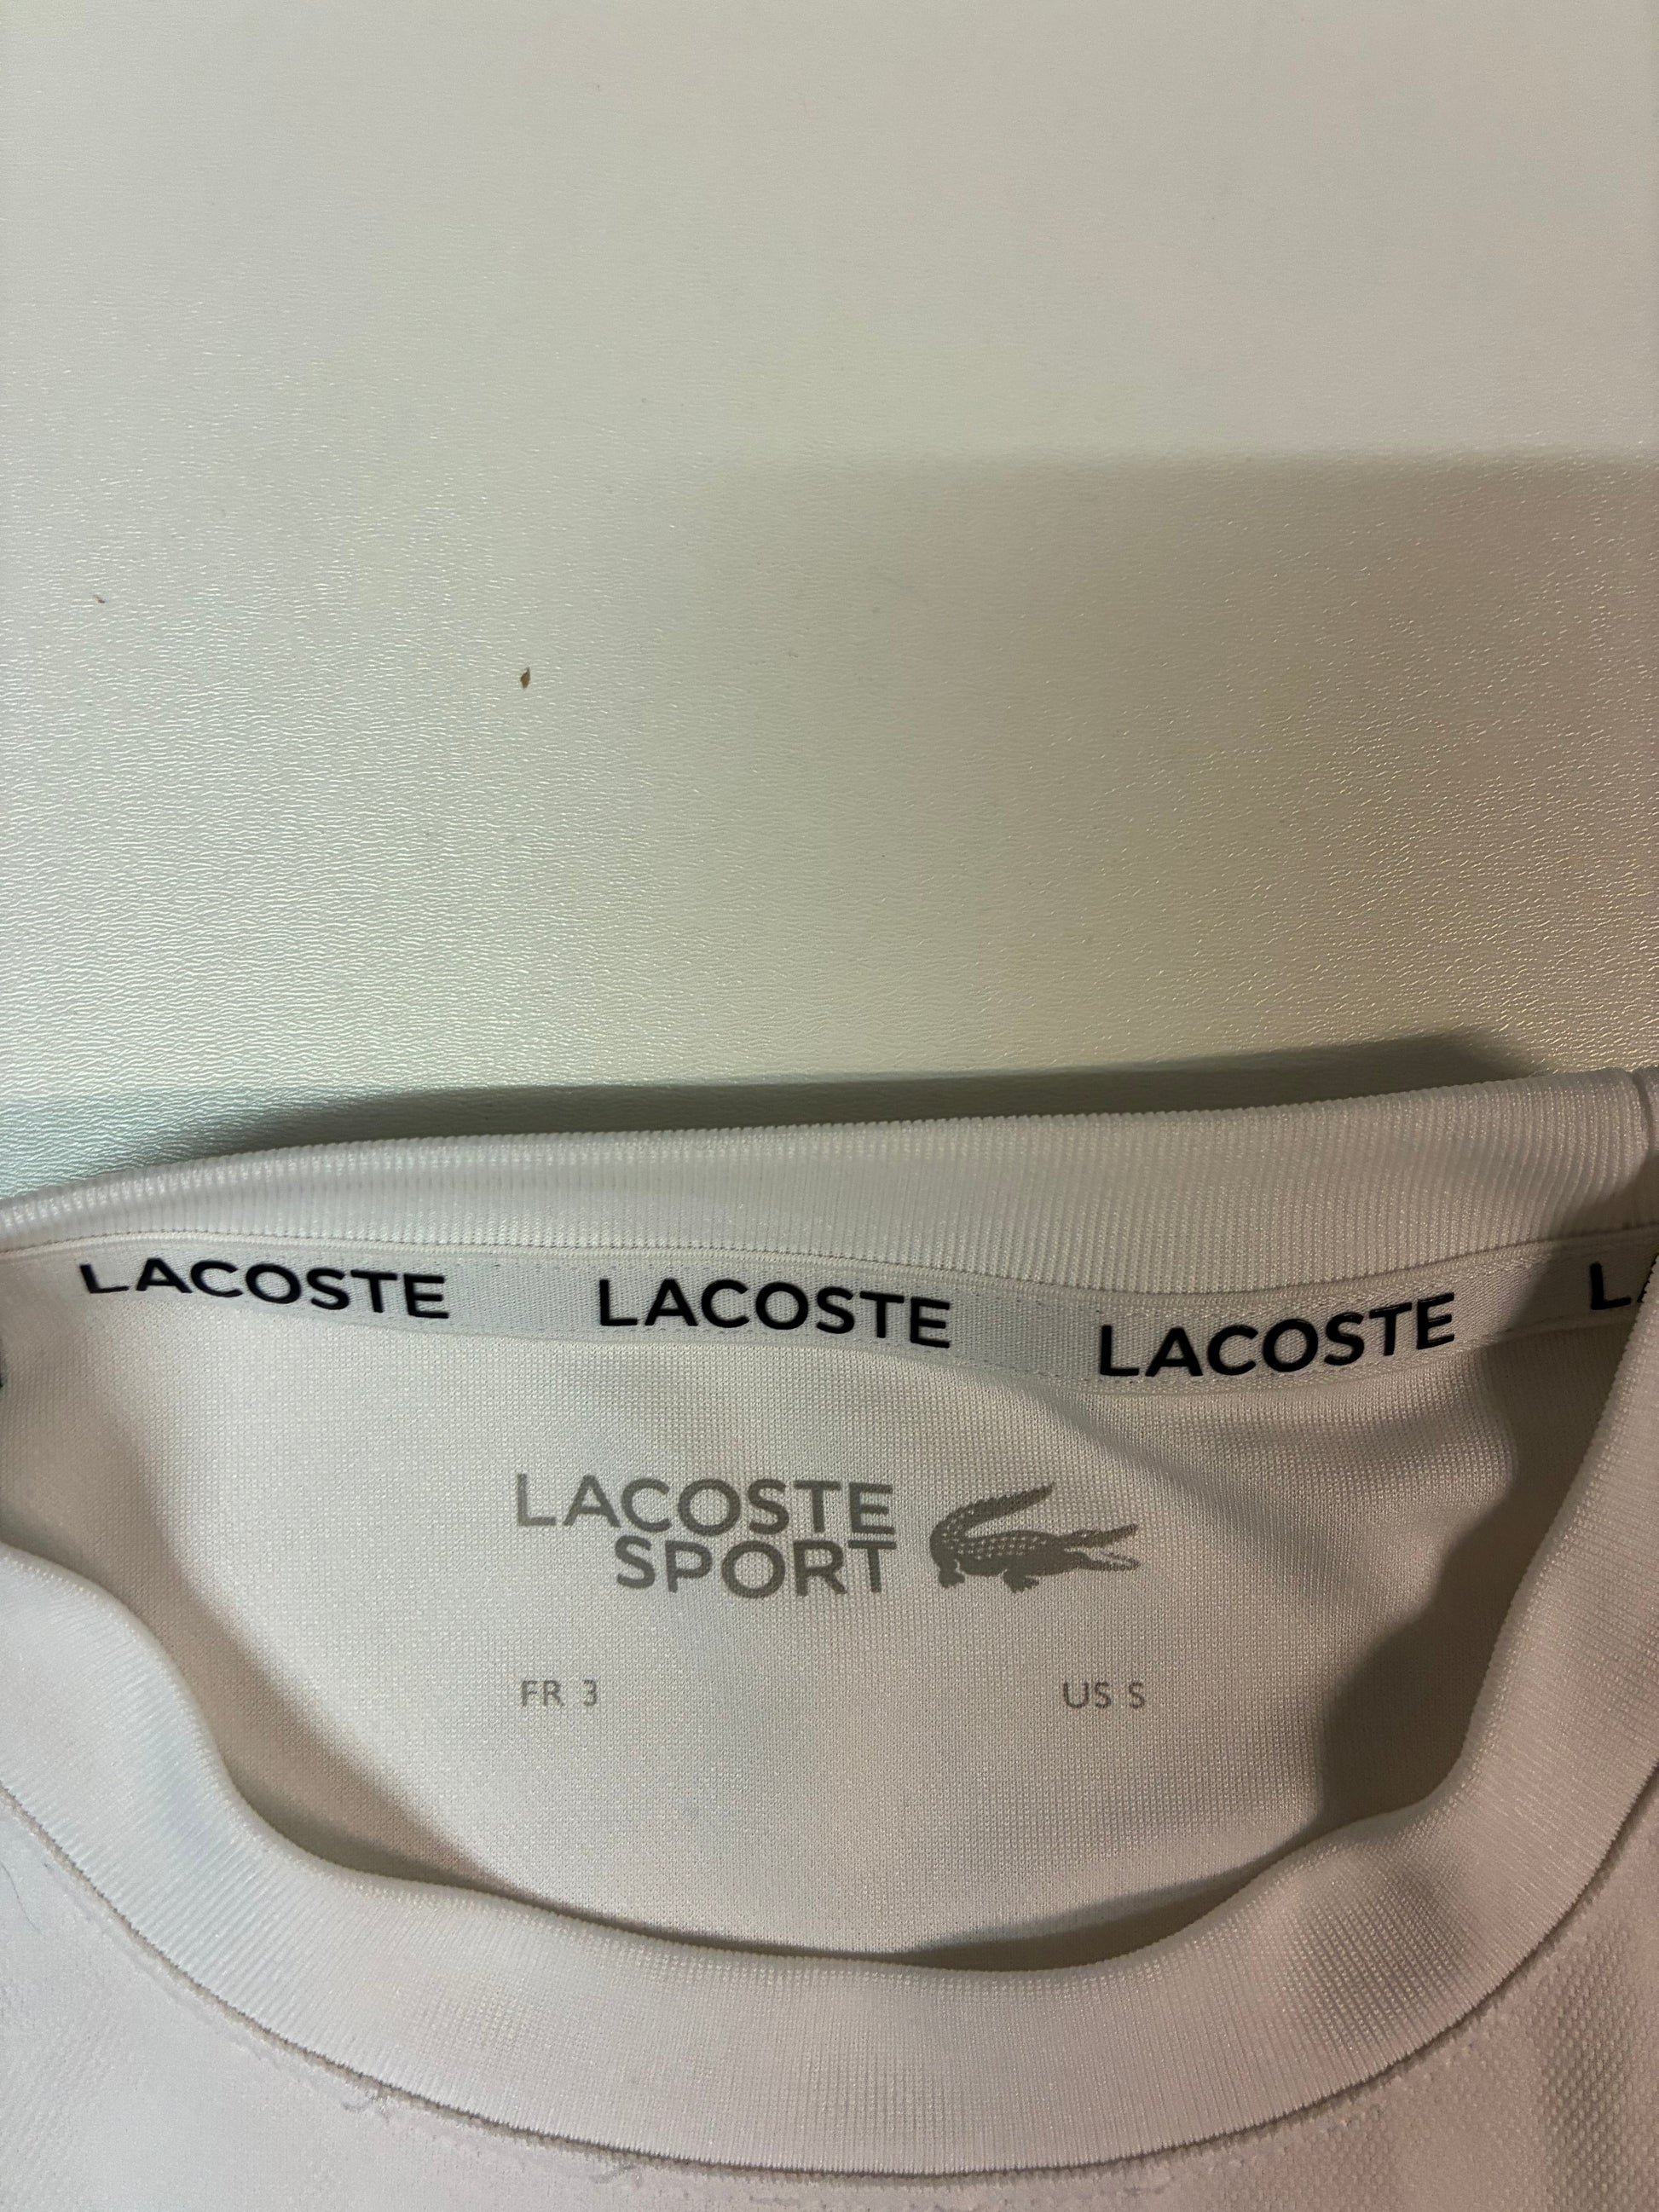 LACOSTE LACOSTE LACOSTE L
LACOSTE
SPORT
FR 3 US S